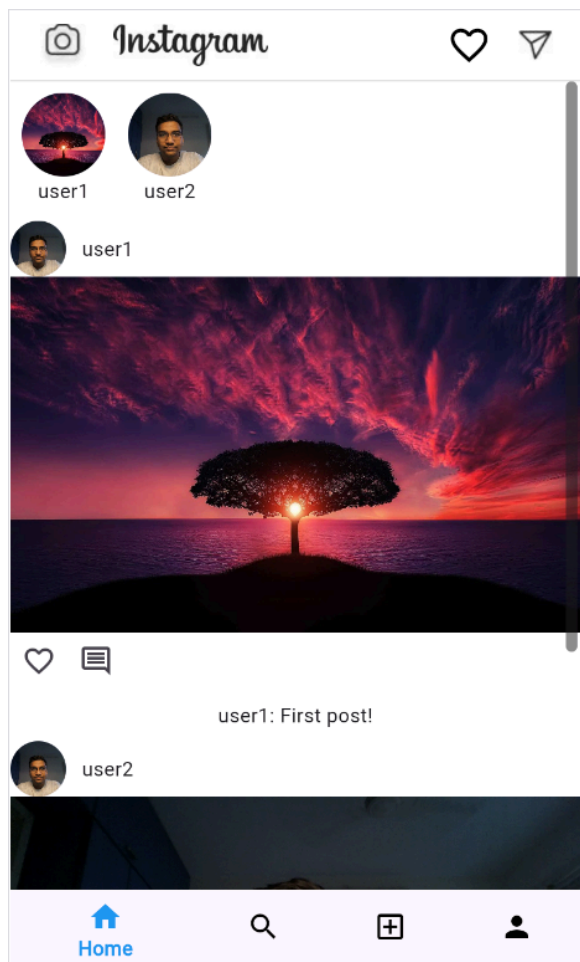 Instagram
user1 user2
user1
user1: First post!
user2
Home